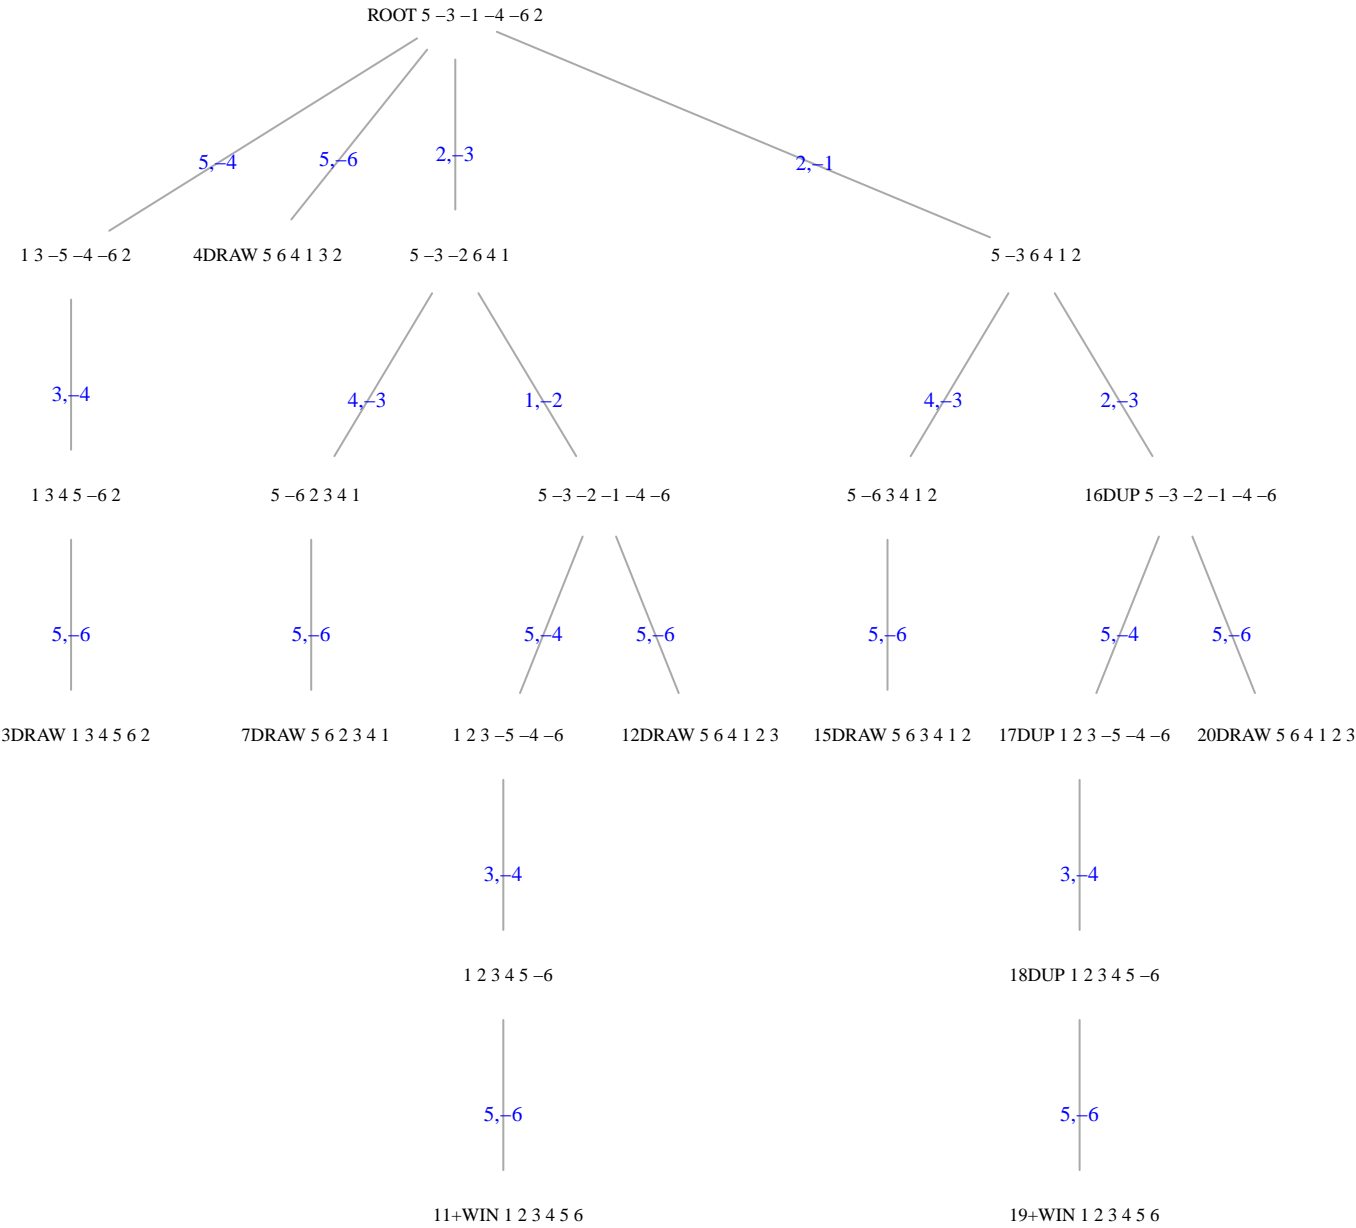 ROOT 5 –3 –1 –4 –6 2
5,–4
5,–6
2,–3
2,–1
1 3 –5 –4 –6 2
4DRAW 5 6 4 1 3 2
5 –3 –2 6 4 1
5 –3 6 4 1 2
3,–4
4,–3
1,–2
4,–3
2,–3
1 3 4 5 –6 2
5 –6 2 3 4 1
5 –3 –2 –1 –4 –6
5 –6 3 4 1 2
16DUP 5 –3 –2 –1 –4 –6
5,–6
5,–6
5,–4
5,–6
5,–6
5,–4
5,–6
3DRAW 1 3 4 5 6 2
7DRAW 5 6 2 3 4 1
1 2 3 –5 –4 –6
12DRAW 5 6 4 1 2 3
15DRAW 5 6 3 4 1 2
17DUP 1 2 3 –5 –4 –6
20DRAW 5 6 4 1 2 3
3,–4
3,–4
1 2 3 4 5 –6
18DUP 1 2 3 4 5 –6
5,–6
5,–6
11+WIN 1 2 3 4 5 6
19+WIN 1 2 3 4 5 6